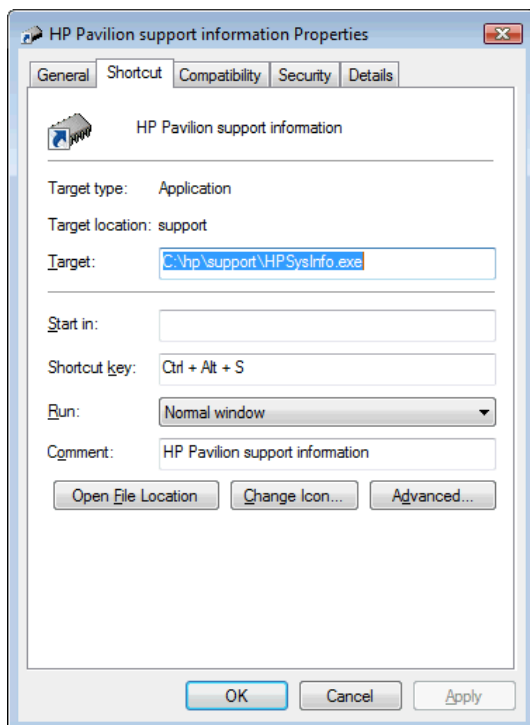 HP Pavilion support information Properties
General Shortcut Compatibility Security Details
HP Pavilion support information
Target type: Application
Target location: support
Target: C:\hp\support\HPSysInfo.exe
Start in:
Shortcut key: Ctrl + Alt + S
Run: Normal window
Comment: HP Pavilion support information
Open File Location Change Icon... Advanced...
OK Cancel Apply